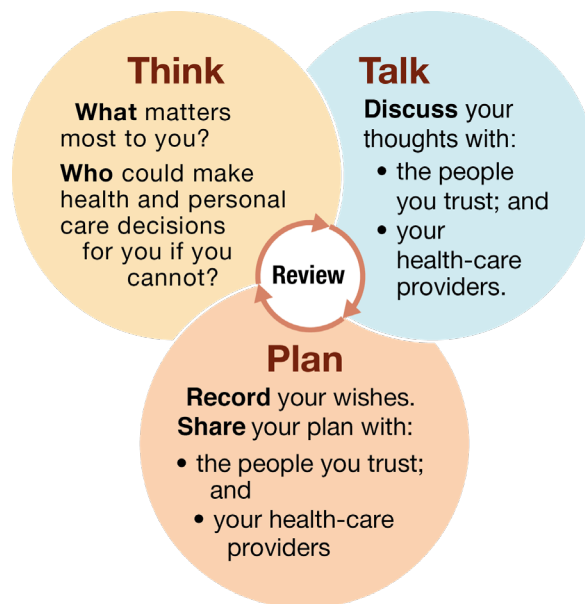 Think
What matters
most to you?
Who could make
health and personal
care decisions
for you if you
cannot?
Talk
Discuss your
thoughts with:
• the people
you trust; and
• your
health-care
providers.
Review
Plan
Record your wishes.
Share your plan with:
• the people you trust;
and
• your health-care
providers